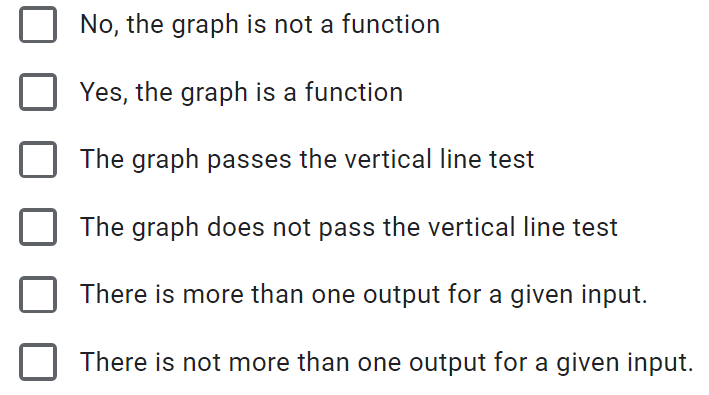 No, the graph is not a function
Yes, the graph is a function
The graph passes the vertical line test
The graph does not pass the vertical line test
There is more than one output for a given input.
There is not more than one output for a given input.